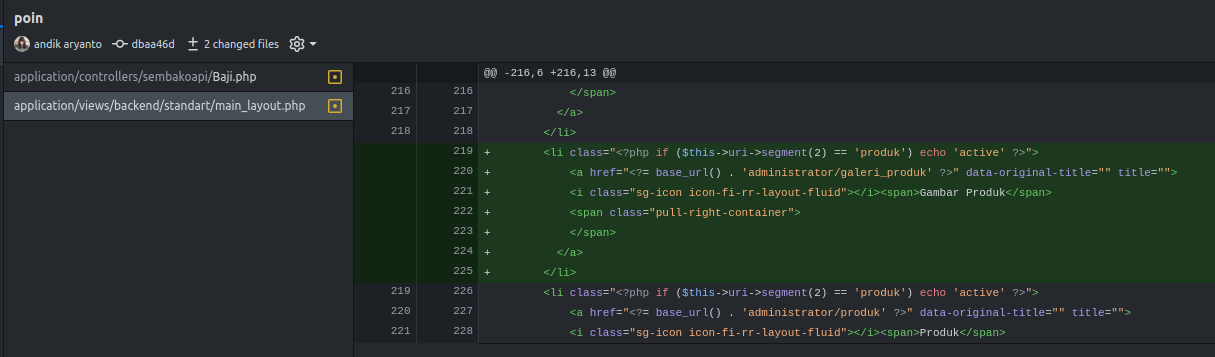 poin
andik aryanto dbaa46d 2 changed files
application/controllers/sembakoapi/Baji.php
application/views/backend/standart/main_layout.php
@@ -216,6 +216,13 @@
216 216 </span>
217 217 </a>
218 218 </li>
219 + <li class="<?php if ($this->uri->segment(2) == 'produk') echo 'active' ?>">
220 + <a href="<?= base_url() . 'administrator/galeri_produk' ?>" data-original-title="" title="">
221 + <i class="sg-icon icon-fi-rr-layout-fluid"></i><span>Gambar Produk</span>
222 + <span class="pull-right-container">
223 + </span>
224 + </a>
225 + </li>
219 226 <li class="<?php if ($this->uri->segment(2) == 'produk') echo 'active' ?>">
220 227 <a href="<?= base_url() . 'administrator/produk' ?>" data-original-title="" title="">
221 228 <i class="sg-icon icon-fi-rr-layout-fluid"></i><span>Produk</span>